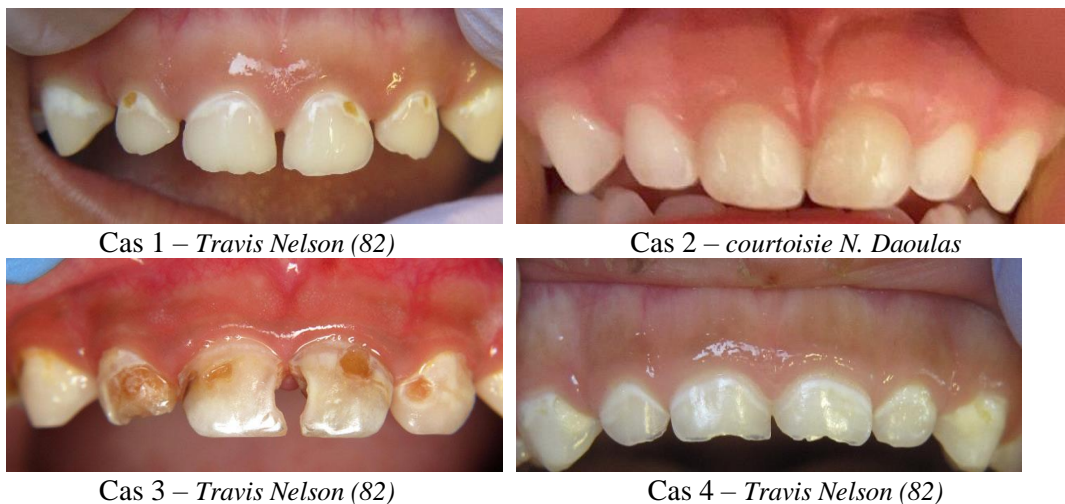 Cas 1 – Travis Nelson (82)
Cas 2 – courtoisie N. Daoulas
Cas 3 – Travis Nelson (82)
Cas 4 – Travis Nelson (82)